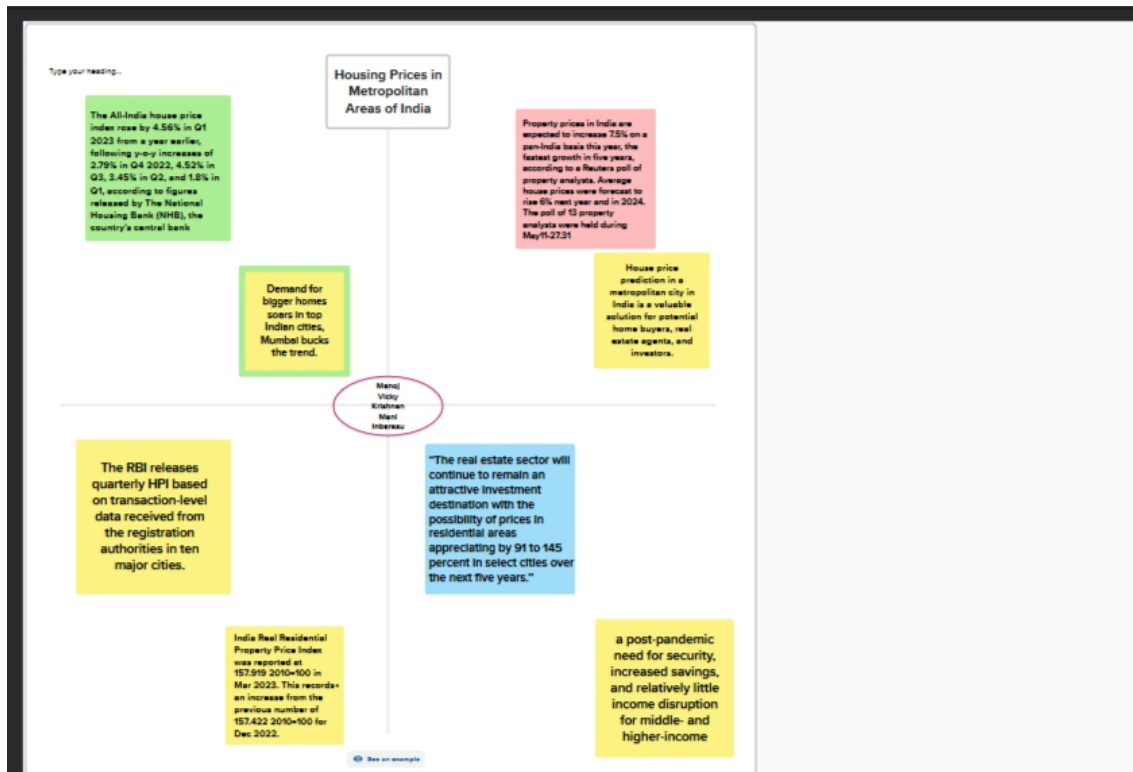 Type your heading...
Housing Prices in
Metropolitan
Areas of India
The All-India house price
index rose by 4.56% in Q1
2023 from a year earlier,
following y-o-y increases of
2.79% in Q4 2022, 4.52% in
Q3, 3.45% in Q2, and 1.8% in
Q1, according to figures
released by The National
Housing Bank (NHB), the
country's central bank
Property prices in India are
expected to increase 7.5% on a
pan-India basis this year, the
fastest growth in five years,
according to a Reuters poll of
property analysts. Average
house prices were forecast to
rise 6% next year and in 2024.
The poll of 13 property
analysts were held during
May11-27.31
Demand for
bigger homes
soars in top
Indian cities,
Mumbai bucks
the trend.
House price
prediction in a
metropolitan city in
India is a valuable
solution for potential
home buyers, real
estate agents, and
investors.
Manoj
Vicky
Krishnan
Mani
Inbarasu
The RBI releases
quarterly HPI based
on transaction-level
data received from
the registration
authorities in ten
major cities.
"The real estate sector will
continue to remain an
attractive investment
destination with the
possibility of prices in
residential areas
appreciating by 91 to 145
percent in select cities over
the next five years."
India Real Residential
Property Price Index
was reported at
157.919 2010=100 in
Mar 2023. This records
an increase from the
previous number of
157.422 2010=100 for
Dec 2022.
a post-pandemic
need for security,
increased savings,
and relatively little
income disruption
for middle- and
higher-income
See an example